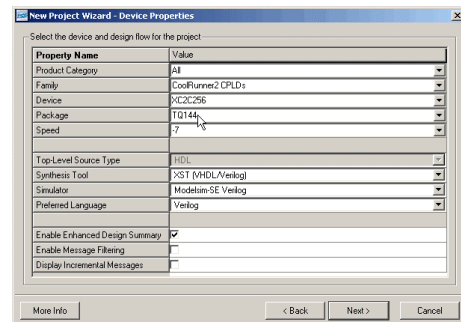 New Project Wizard - Device Properties
Select the device and design flow for the project
Property Name Value
Product Category All
Family CoolRunner2 CPLDs
Device XC2C256
Package TQ144
Speed -7
Top-Level Source Type HDL
Synthesis Tool XST (VHDL/Verilog)
Simulator Modelsim-SE Verilog
Preferred Language Verilog
Enable Enhanced Design Summary
Enable Message Filtering
Display Incremental Messages
More Info < Back Next > Cancel